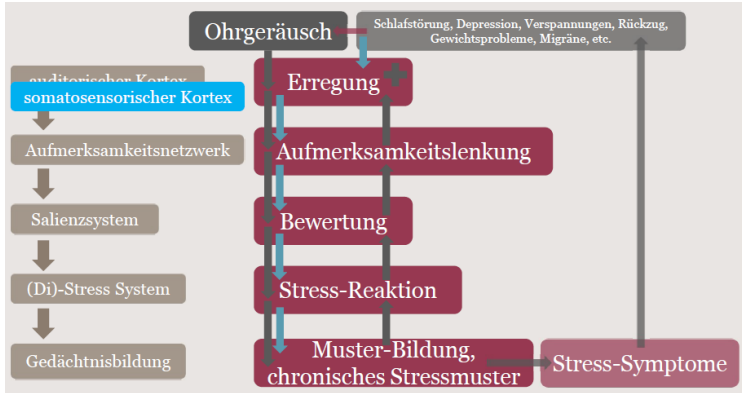 Ohrgeräusch
Schlafstörung, Depression, Verspannungen, Rückzug,
Gewichtsprobleme, Migräne, etc.
auditorischer Kortex
somatosensorischer Kortex
Erregung
Aufmerksamkeitsnetzwerk
Aufmerksamkeitslenkung
Salienzsystem
Bewertung
(Di)-Stress System
Stress-Reaktion
Gedächtnisbildung
Muster-Bildung,
chronisches Stressmuster
Stress-Symptome